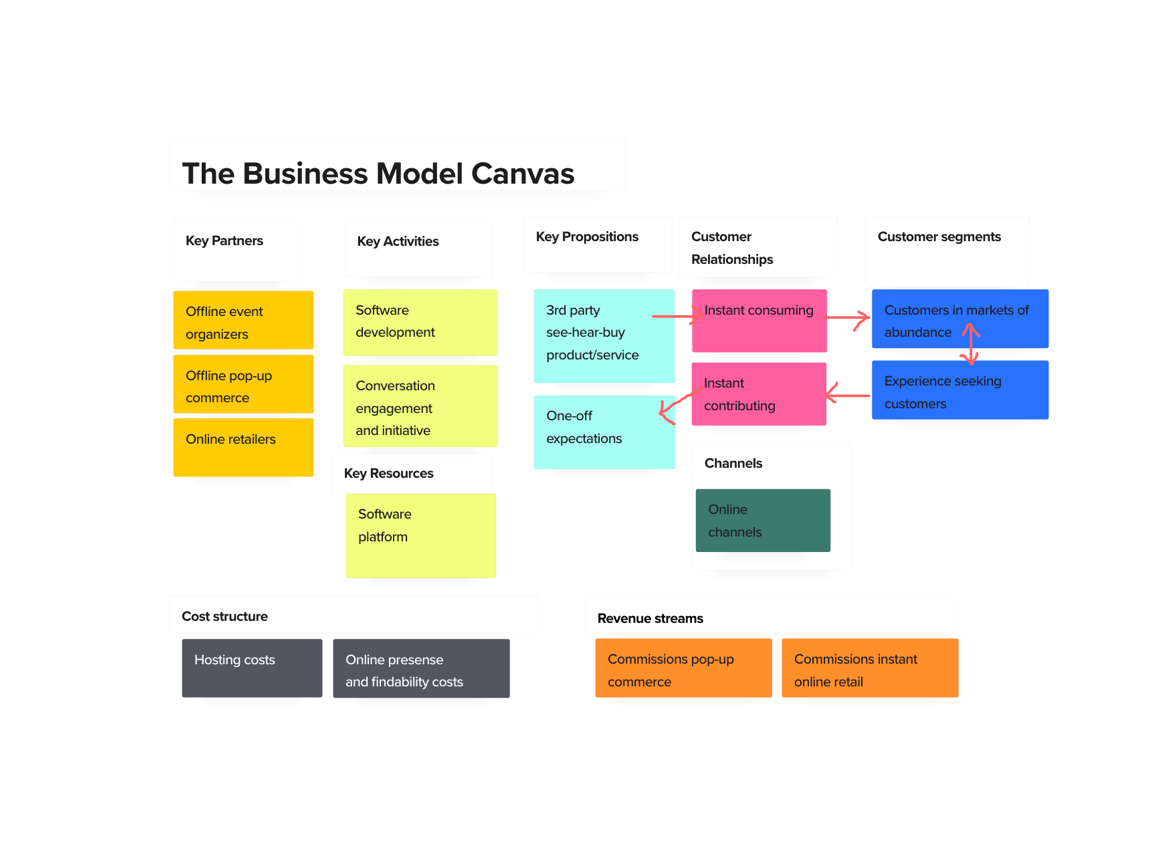 The Business Model Canvas
Key Partners
Offline event
organizers
Offline pop-up
commerce
Online retailers
Key Activities
Software
development
Conversation
engagement
and initiative
Key Resources
Software
platform
Key Propositions
3rd party
see-hear-buy
product/service
One-off
expectations
Customer
Relationships
Instant consuming
Instant
contributing
Channels
Online
channels
Customer segments
Customers in markets of
abundance
Experience seeking
customers
Cost structure
Hosting costs
Online presense
and findability costs
Revenue streams
Commissions pop-up
commerce
Commissions instant
online retail